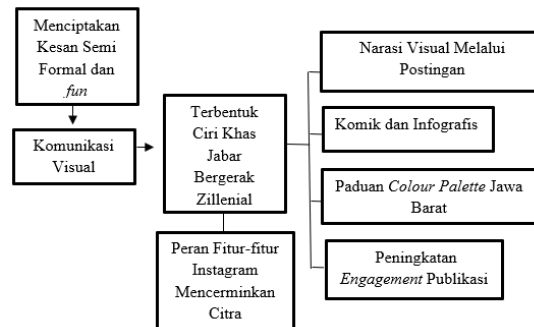 Menciptakan
Kesan Semi
Formal dan
fun
Komunikasi
Visual
Terbentuk
Ciri Khas
Jabar
Bergerak
Zillenial
Peran Fitur-fitur
Instagram
Mencerminkan
Citra
Narasi Visual Melalui
Postingan
Komik dan Infografis
Paduan Colour Palette Jawa
Barat
Peningkatan
Engagement Publikasi